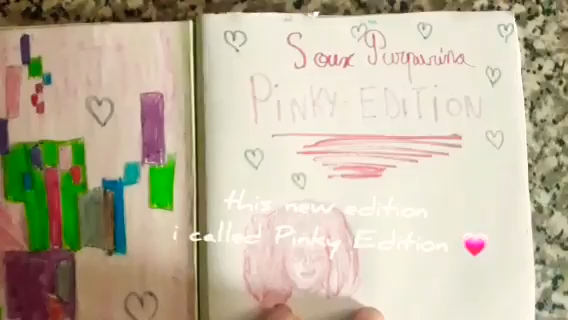 Soux Purpurina
PINKY-EDITION
this new edition
i called Pinky Edition 💗